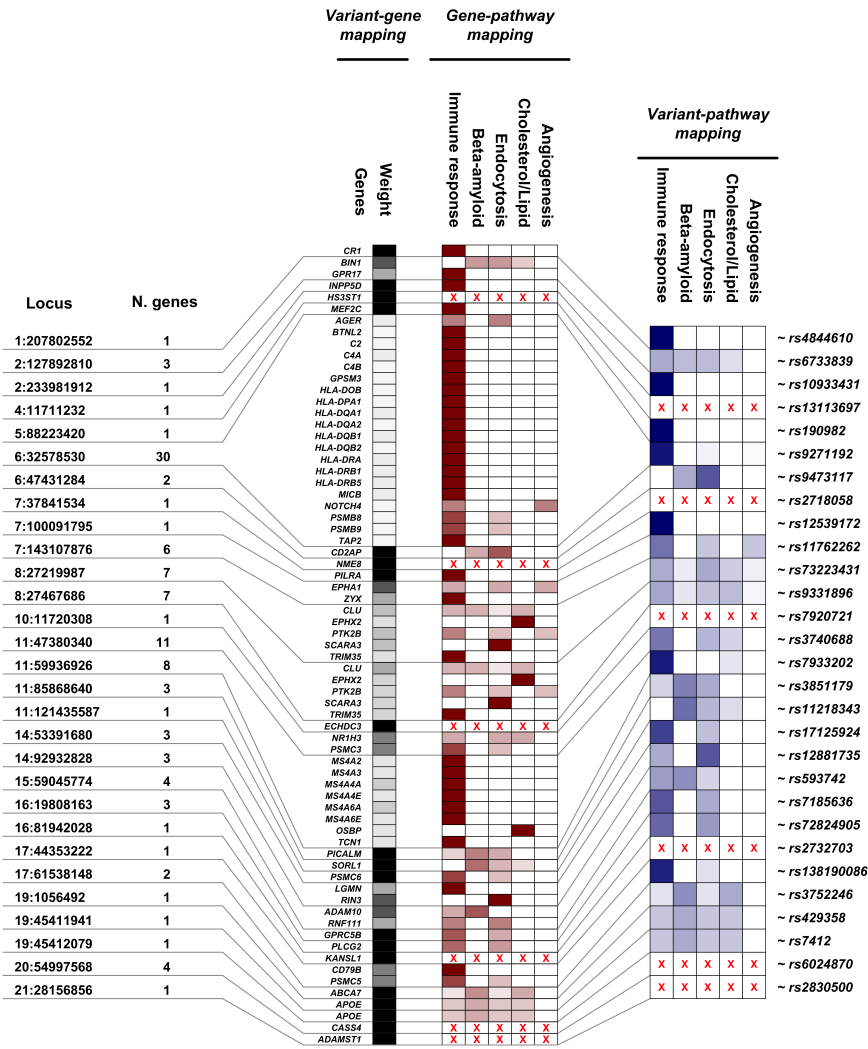 Variant-gene
mapping
Gene-pathway
mapping
Variant-pathway
mapping
Genes
Weight
Immune response
Beta-amyloid
Endocytosis
Cholesterol/Lipid
Angiogenesis
Immune response
Beta-amyloid
Endocytosis
Cholesterol/Lipid
Angiogenesis
Locus N. genes
1:207802552 1
2:127892810 3
2:233981912 1
4:11711232 1
5:88223420 1
6:32578530 30
6:47431284 2
7:37841534 1
7:100091795 1
7:143107876 6
8:27219987 7
8:27467686 7
10:11720308 1
11:47380340 11
11:59936926 8
11:85868640 3
11:121435587 1
14:53391680 3
14:92932828 3
15:59045774 4
16:19808163 3
16:81942028 1
17:44353222 1
17:61538148 2
19:1056492 1
19:45411941 1
19:45412079 1
20:54997568 4
21:28156856 1
CR1
BIN1
GPR17
INPP5D
HS3ST1 X X X X X
MEF2C
AGER
BTNL2
C2
C4A
C4B
GPSM3
HLA-DOB
HLA-DPA1
HLA-DQA1
HLA-DQA2
HLA-DQB1
HLA-DQB2
HLA-DRA
HLA-DRB1
HLA-DRB5
MICB
NOTCH4
PSMB8
PSMB9
TAP2
CD2AP
NME8 X X X X X
PILRA
EPHA1
ZYX
CLU
EPHX2
PTK2B
SCARA3
TRIM35
CLU
EPHX2
PTK2B
SCARA3
TRIM35
ECHDC3 X X X X X
NR1H3
PSMC3
MS4A2
MS4A3
MS4A4A
MS4A4E
MS4A6A
MS4A6E
OSBP
TCN1
PICALM
SORL1
PSMC6
LGMN
RIN3
ADAM10
RNF111
GPRC5B
PLCG2
KANSL1 X X X X X
CD79B
PSMC5
ABCA7
APOE
APOE
CASS4 X X X X X
ADAMST1 X X X X X
~ rs4844610
~ rs6733839
~ rs10933431
X X X X X ~ rs13113697
~ rs190982
~ rs9271192
~ rs9473117
X X X X X ~ rs2718058
~ rs12539172
~ rs11762262
~ rs73223431
~ rs9331896
X X X X X ~ rs7920721
~ rs3740688
~ rs7933202
~ rs3851179
~ rs11218343
~ rs17125924
~ rs12881735
~ rs593742
~ rs7185636
~ rs72824905
X X X X X ~ rs2732703
~ rs138190086
~ rs3752246
~ rs429358
~ rs7412
X X X X X ~ rs6024870
X X X X X ~ rs2830500